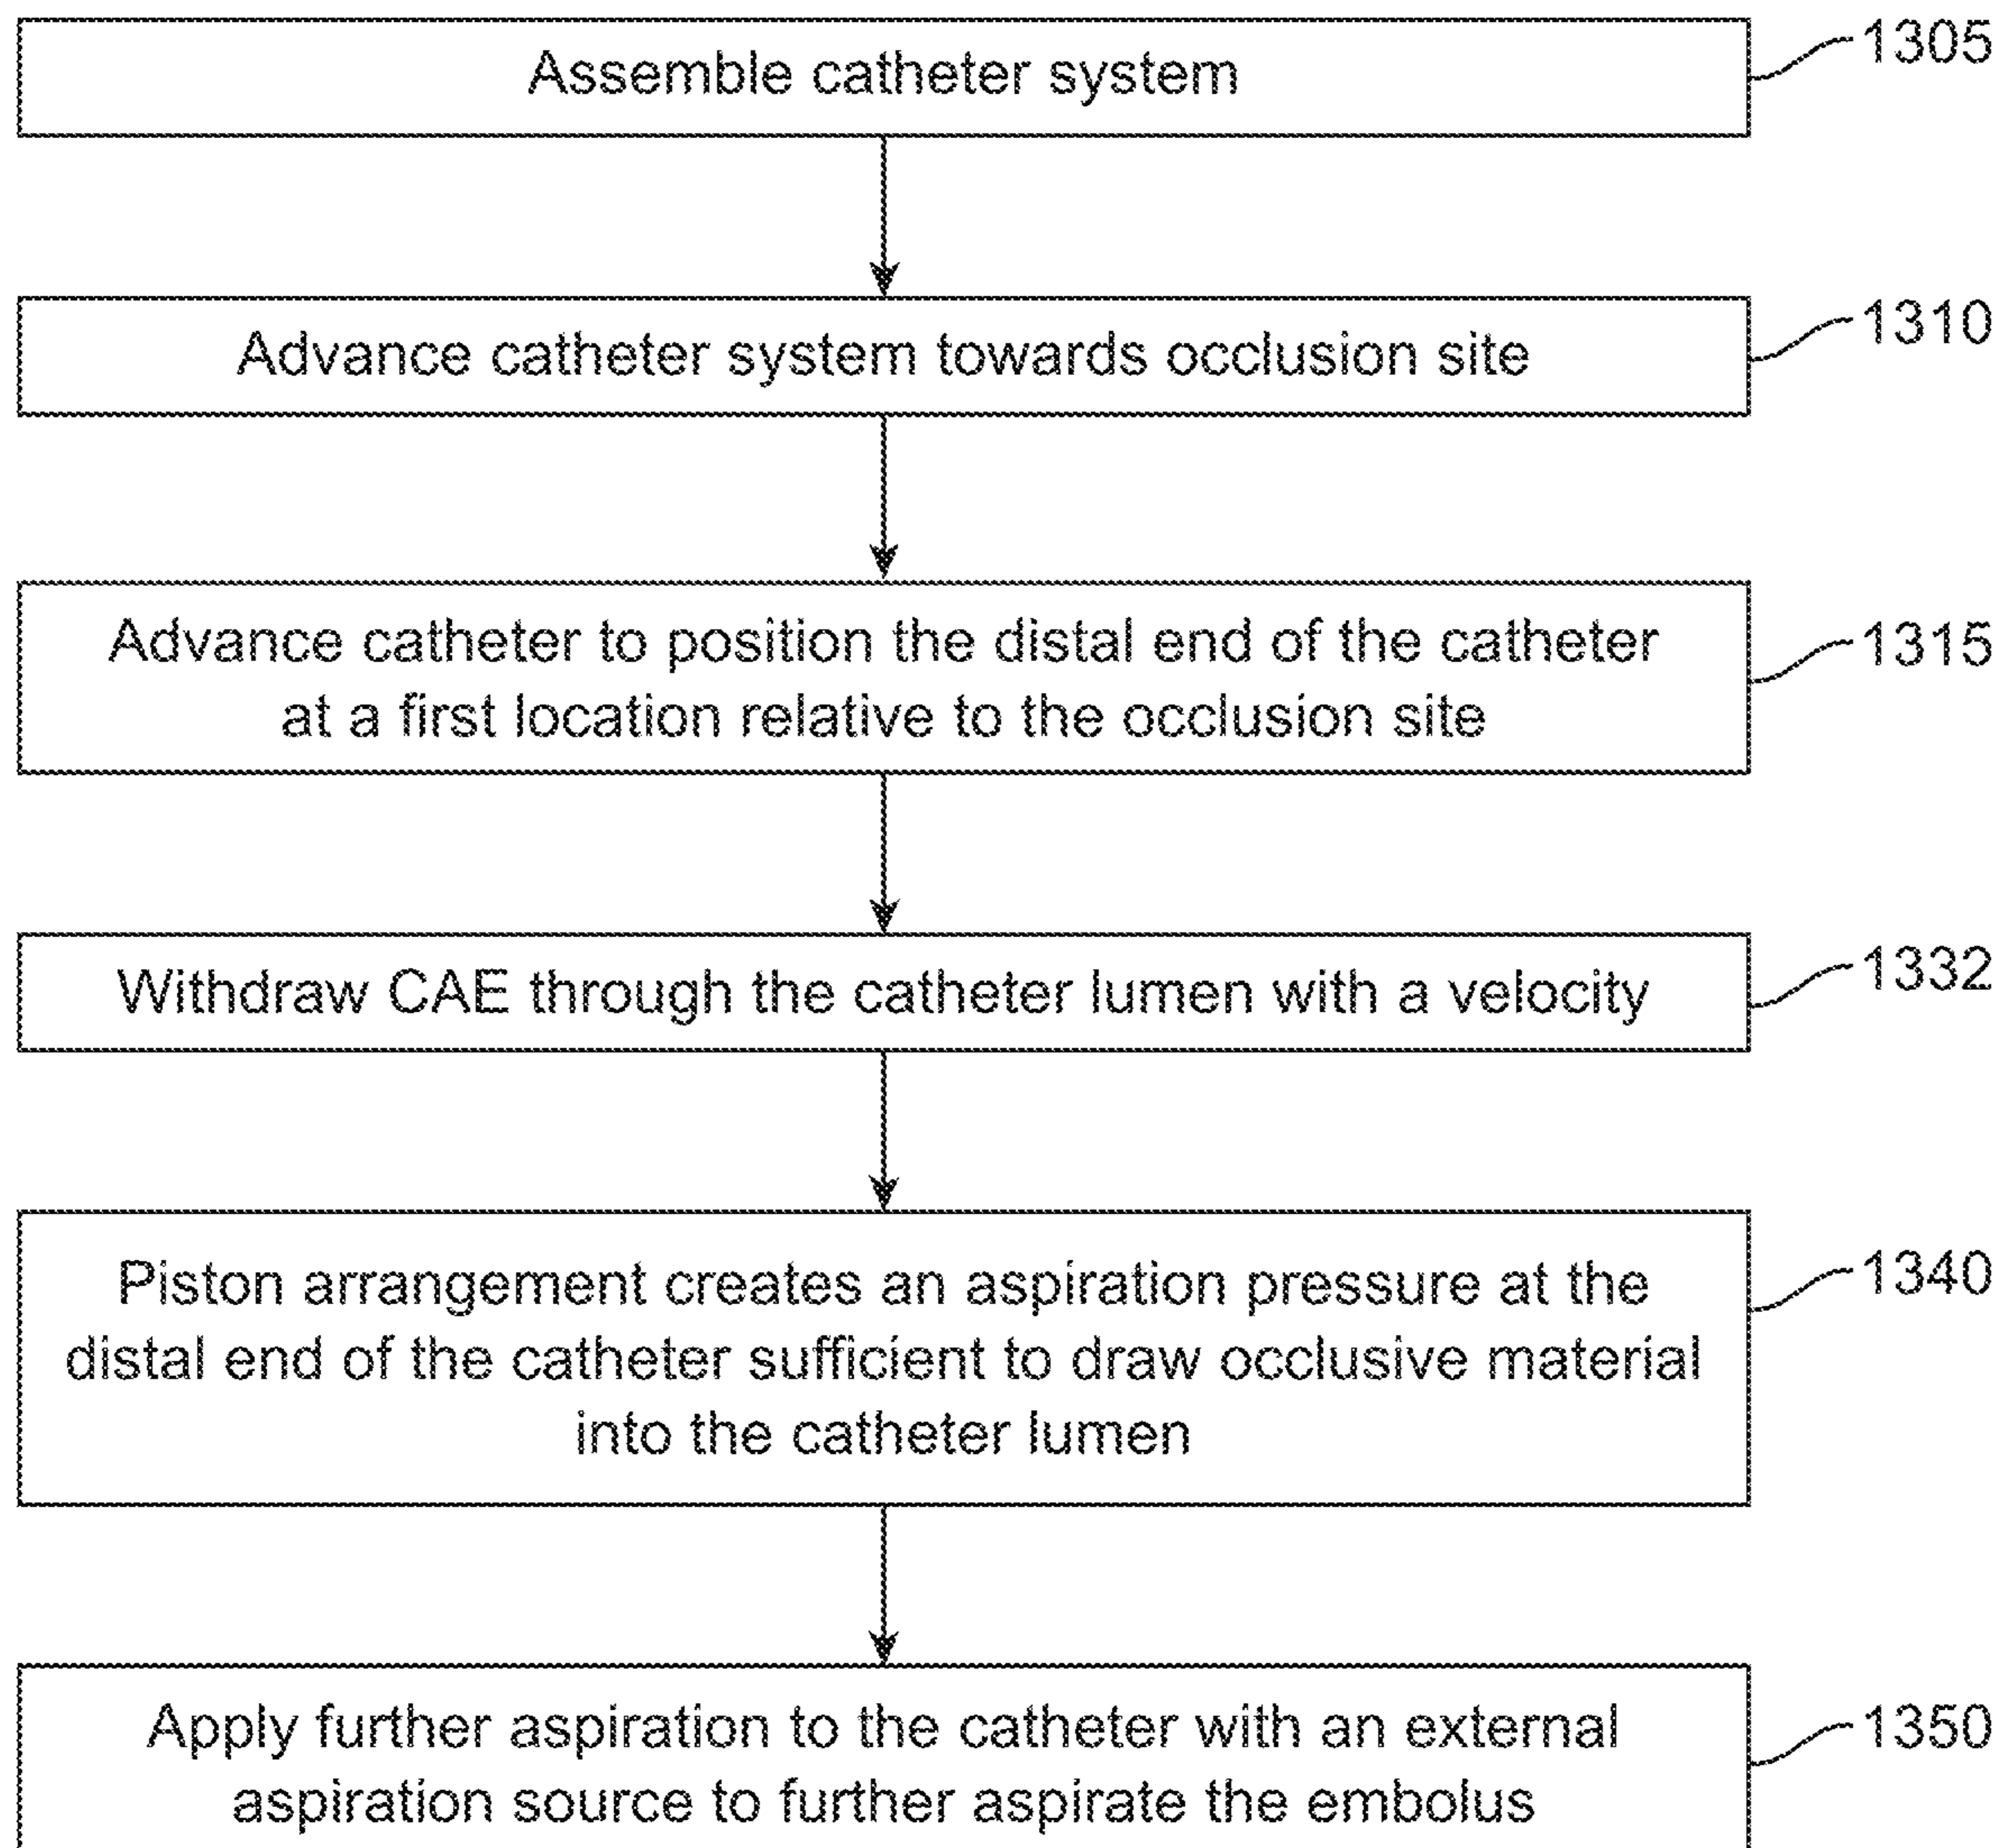 Assemble catheter system
1305
Advance catheter system towards occlusion site
1310
Advance catheter to position the distal end of the catheter
at a first location relative to the occlusion site
1315
Withdraw CAE through the catheter lumen with a velocity
1332
Piston arrangement creates an aspiration pressure at the
distal end of the catheter sufficient to draw occlusive material
into the catheter lumen
1340
Apply further aspiration to the catheter with an external
aspiration source to further aspirate the embolus
1350